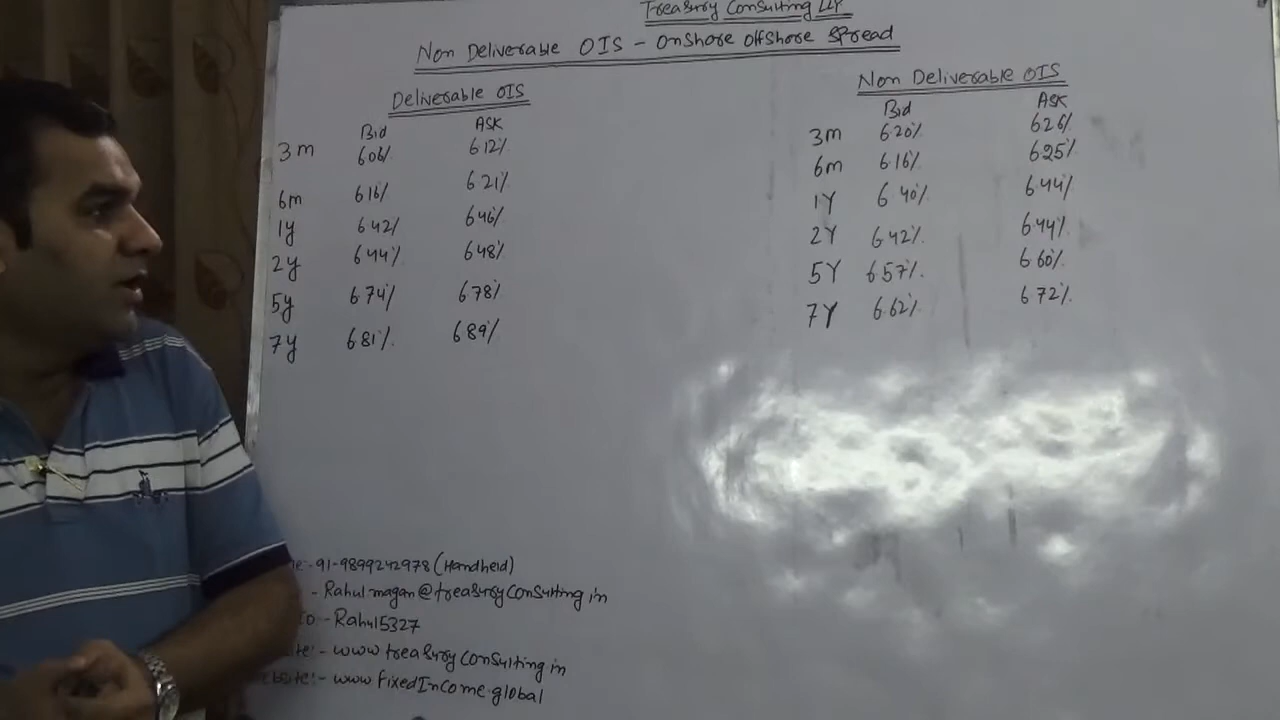 Treasury Consulting LLP
Non Deliverable OIS - Onshore Offshore Spread
Deliverable OIS
Bid ASK
3m 6.06% 6.12%
6m 6.16% 6.21%
1y 6.42% 6.46%
2y 6.44% 6.48%
5y 6.74% 6.78%
7y 6.81% 6.89%
Non Deliverable OIS
Bid ASK
3m 6.20% 6.26%
6m 6.16% 6.25%
1Y 6.40% 6.44%
2Y 6.42% 6.44%
5Y 6.57% 6.60%
7Y 6.62% 6.72%
:-91-9899242978 (Handheld)
- Rahul.magan@treasuryconsulting.in
ID :- Rahul5327
:- www.treasuryconsulting.in
:- www.fixedIncome.global